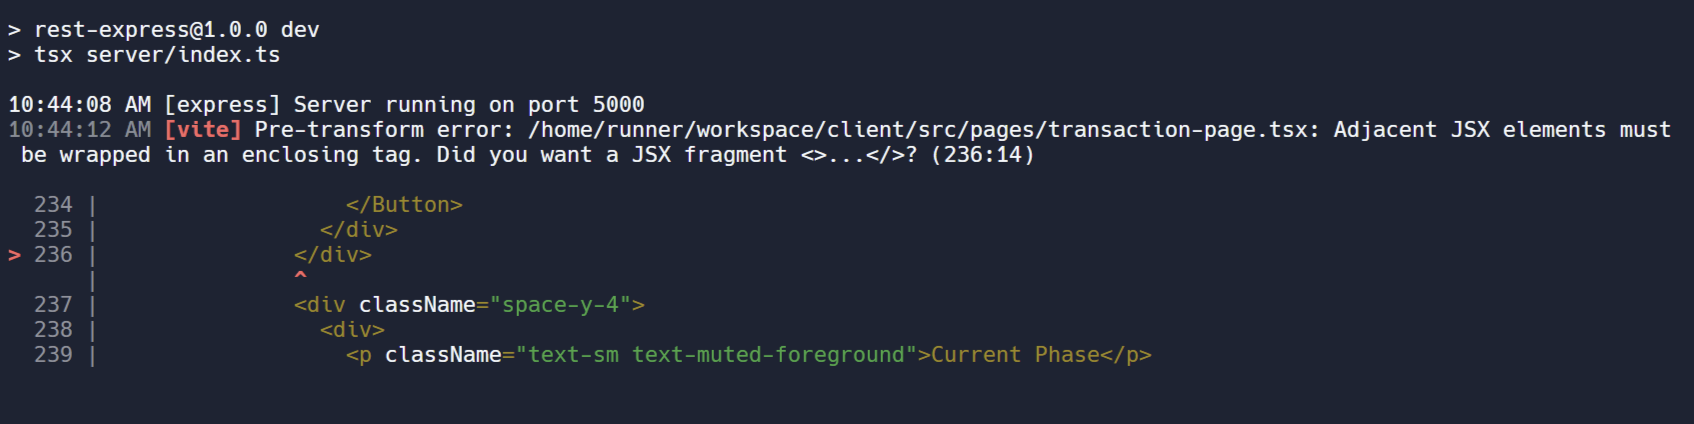 > rest-express@1.0.0 dev
> tsx server/index.ts
10:44:08 AM [express] Server running on port 5000
10:44:12 AM [vite] Pre-transform error: /home/runner/workspace/client/src/pages/transaction-page.tsx: Adjacent JSX elements must
be wrapped in an enclosing tag. Did you want a JSX fragment <>...</>? (236:14)
234 |                   </Button>
235 |                 </div>
> 236 |               </div>
|               ^
237 |               <div className="space-y-4">
238 |                 <div>
239 |                   <p className="text-sm text-muted-foreground">Current Phase</p>